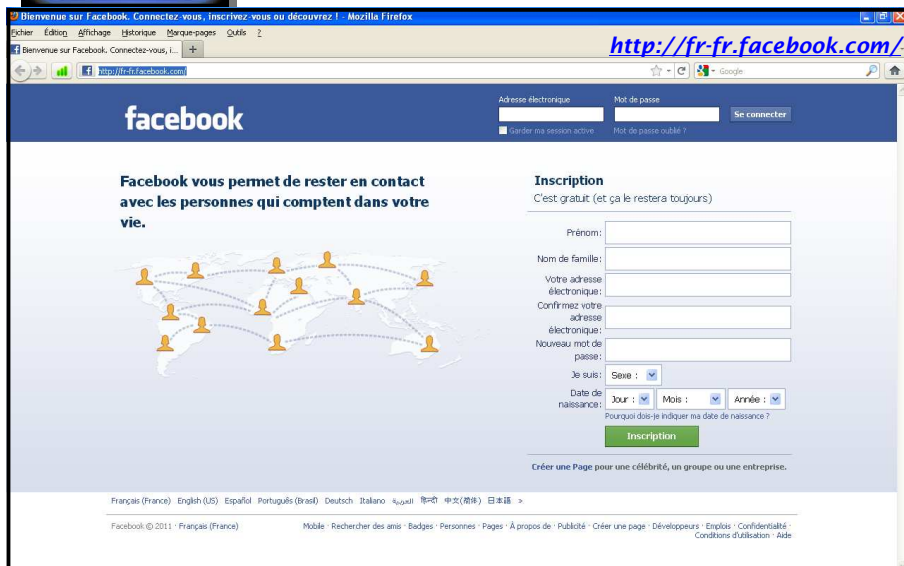 Bienvenue sur Facebook. Connectez-vous, inscrivez-vous ou découvrez ! - Mozilla Firefox
Fichier Édition Affichage Historique Marque-pages Outils ?
Bienvenue sur Facebook. Connectez-vous, i... +
http://fr-fr.facebook.com/
http://fr-fr.facebook.com/
Google
facebook
Adresse électronique
Mot de passe
Se connecter
Garder ma session active
Mot de passe oublié ?
Facebook vous permet de rester en contact
avec les personnes qui comptent dans votre
vie.
Inscription
C'est gratuit (et ça le restera toujours)
Prénom:
Nom de famille:
Votre adresse
électronique:
Confirmez votre
adresse
électronique:
Nouveau mot de
passe:
Je suis: Sexe :
Date de
naissance:
Jour : Mois : Année :
Pourquoi dois-je indiquer ma date de naissance ?
Inscription
Créer une Page pour une célébrité, un groupe ou une entreprise.
Français (France) English (US) Español Português (Brasil) Deutsch Italiano العربية हिन्दी 中文(简体) 日本語 »
Facebook © 2011 · Français (France)
Mobile · Rechercher des amis · Badges · Personnes · Pages · À propos de · Publicité · Créer une page · Développeurs · Emplois · Confidentialité ·
Conditions d'utilisation · Aide